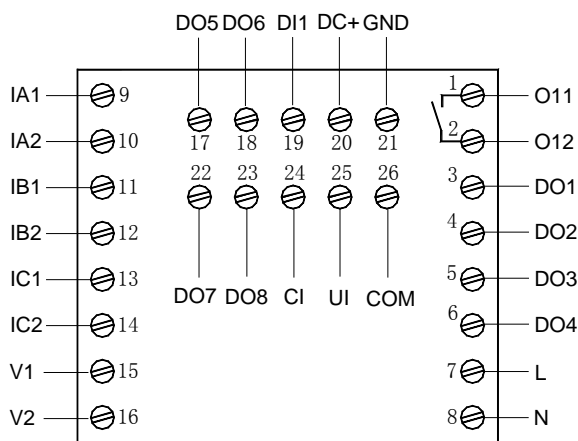 DO5 DO6 DI1 DC+ GND
IA1 9 1 O11
17 18 19 20 21
IA2 10 2 O12
22 23 24 25 26
IB1 11 3 DO1
IB2 12 4 DO2
IC1 13 5 DO3
DO7 DO8 CI UI COM
IC2 14 6 DO4
V1 15 7 L
V2 16 8 N